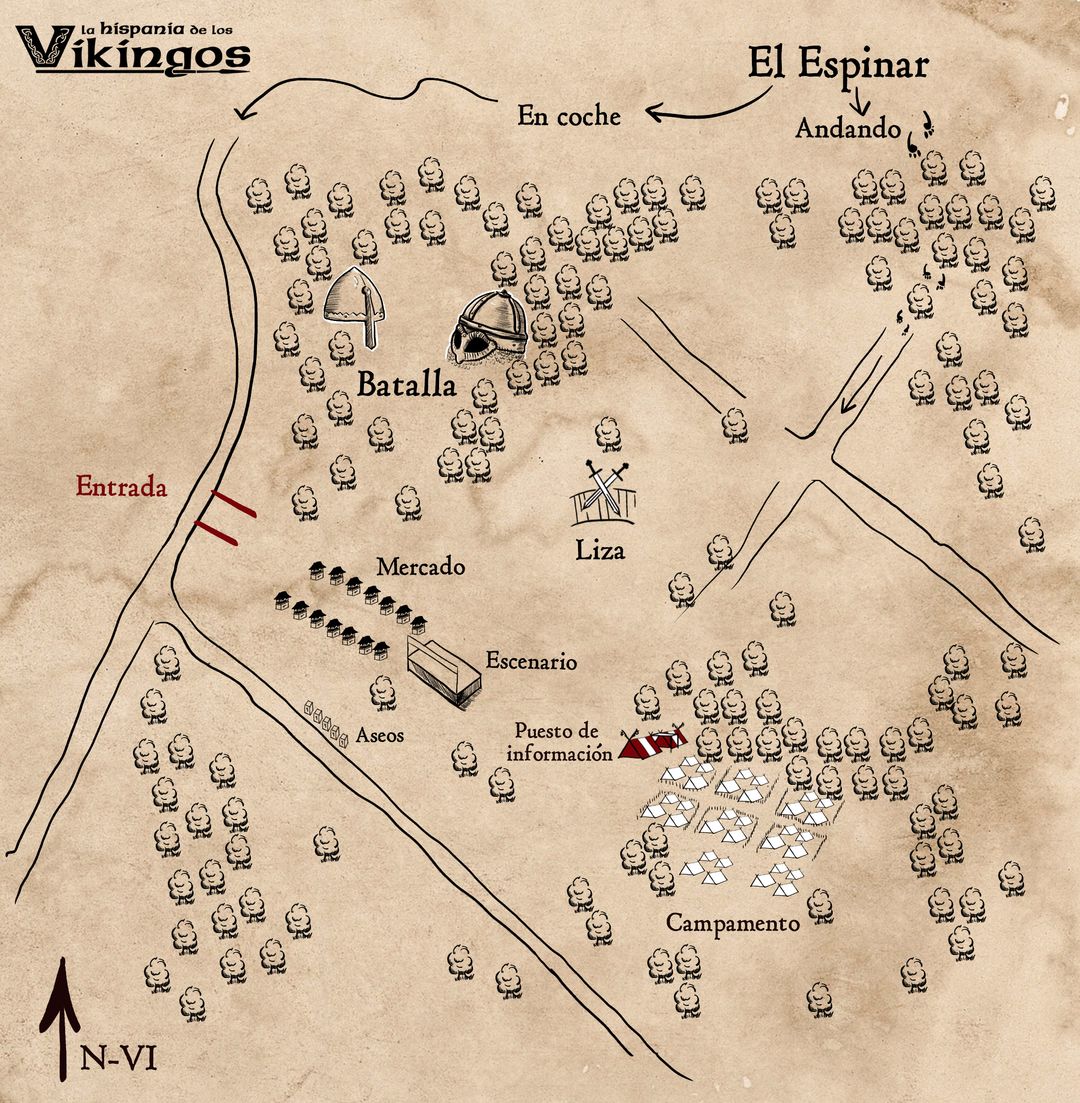 la hispania de los
Vikingos
El Espinar
En coche
Andando
Batalla
Entrada
Liza
Mercado
Escenario
Puesto de
información
Aseos
Campamento
N-VI